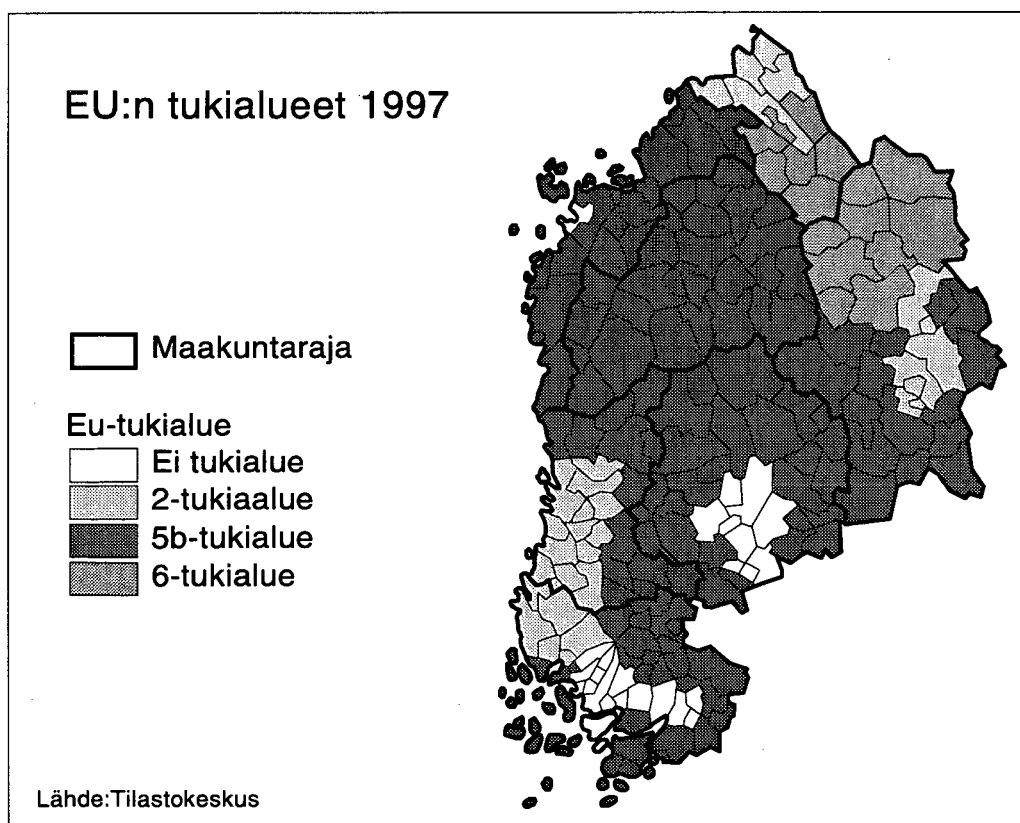 EU:n tukialueet 1997
Maakuntaraja
Eu-tukialue
Ei tukialue
2-tukiaalue
5b-tukialue
6-tukialue
Lähde:Tilastokeskus